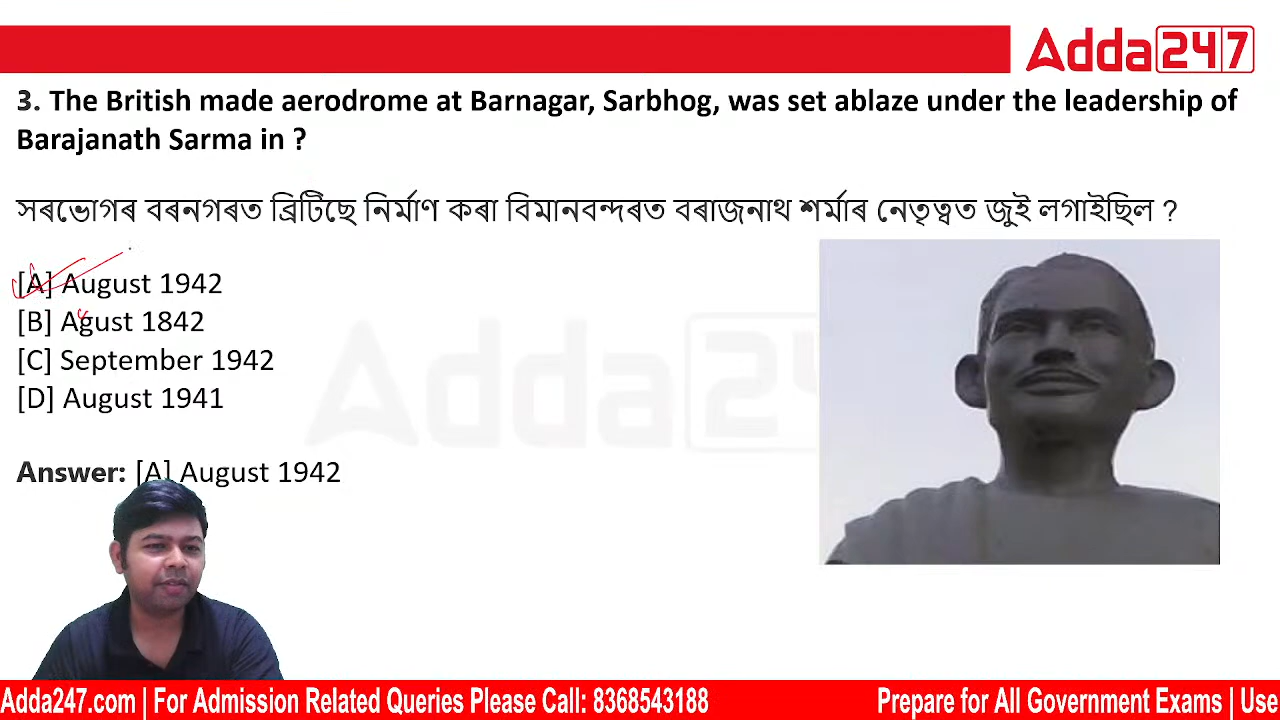 Adda247
3. The British made aerodrome at Barnagar, Sarbhog, was set ablaze under the leadership of
Barajanath Sarma in ?
সৰভোগৰ বৰনগৰত ব্ৰিটিছে নিৰ্মাণ কৰা বিমানবন্দৰত বৰাজনাথ শৰ্মাৰ নেতৃত্বত জুই লগাইছিল ?
[A] August 1942
[B] Agust 1842
[C] September 1942
[D] August 1941
Adda247
Answer: [A] August 1942
Adda247.com | For Admission Related Queries Please Call: 8368543188
Prepare for All Government Exams | Use